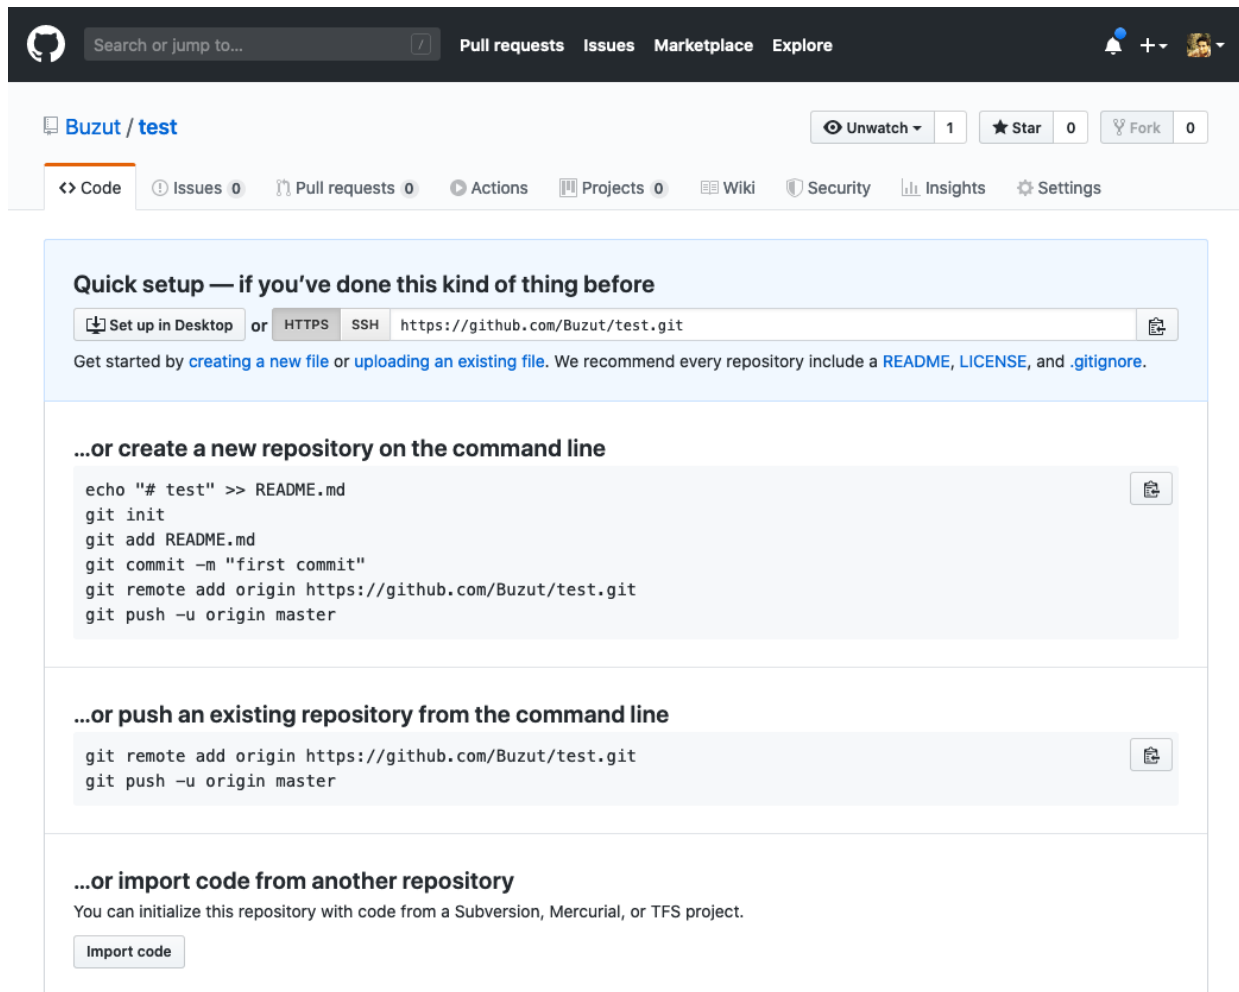 Search or jump to... / Pull requests Issues Marketplace Explore
Buzut / test Unwatch 1 Star 0 Fork 0
<> Code Issues 0 Pull requests 0 Actions Projects 0 Wiki Security Insights Settings
Quick setup — if you’ve done this kind of thing before
Set up in Desktop or HTTPS SSH https://github.com/Buzut/test.git
Get started by creating a new file or uploading an existing file. We recommend every repository include a README, LICENSE, and .gitignore.
…or create a new repository on the command line
echo "# test" >> README.md
git init
git add README.md
git commit -m "first commit"
git remote add origin https://github.com/Buzut/test.git
git push -u origin master
…or push an existing repository from the command line
git remote add origin https://github.com/Buzut/test.git
git push -u origin master
…or import code from another repository
You can initialize this repository with code from a Subversion, Mercurial, or TFS project.
Import code